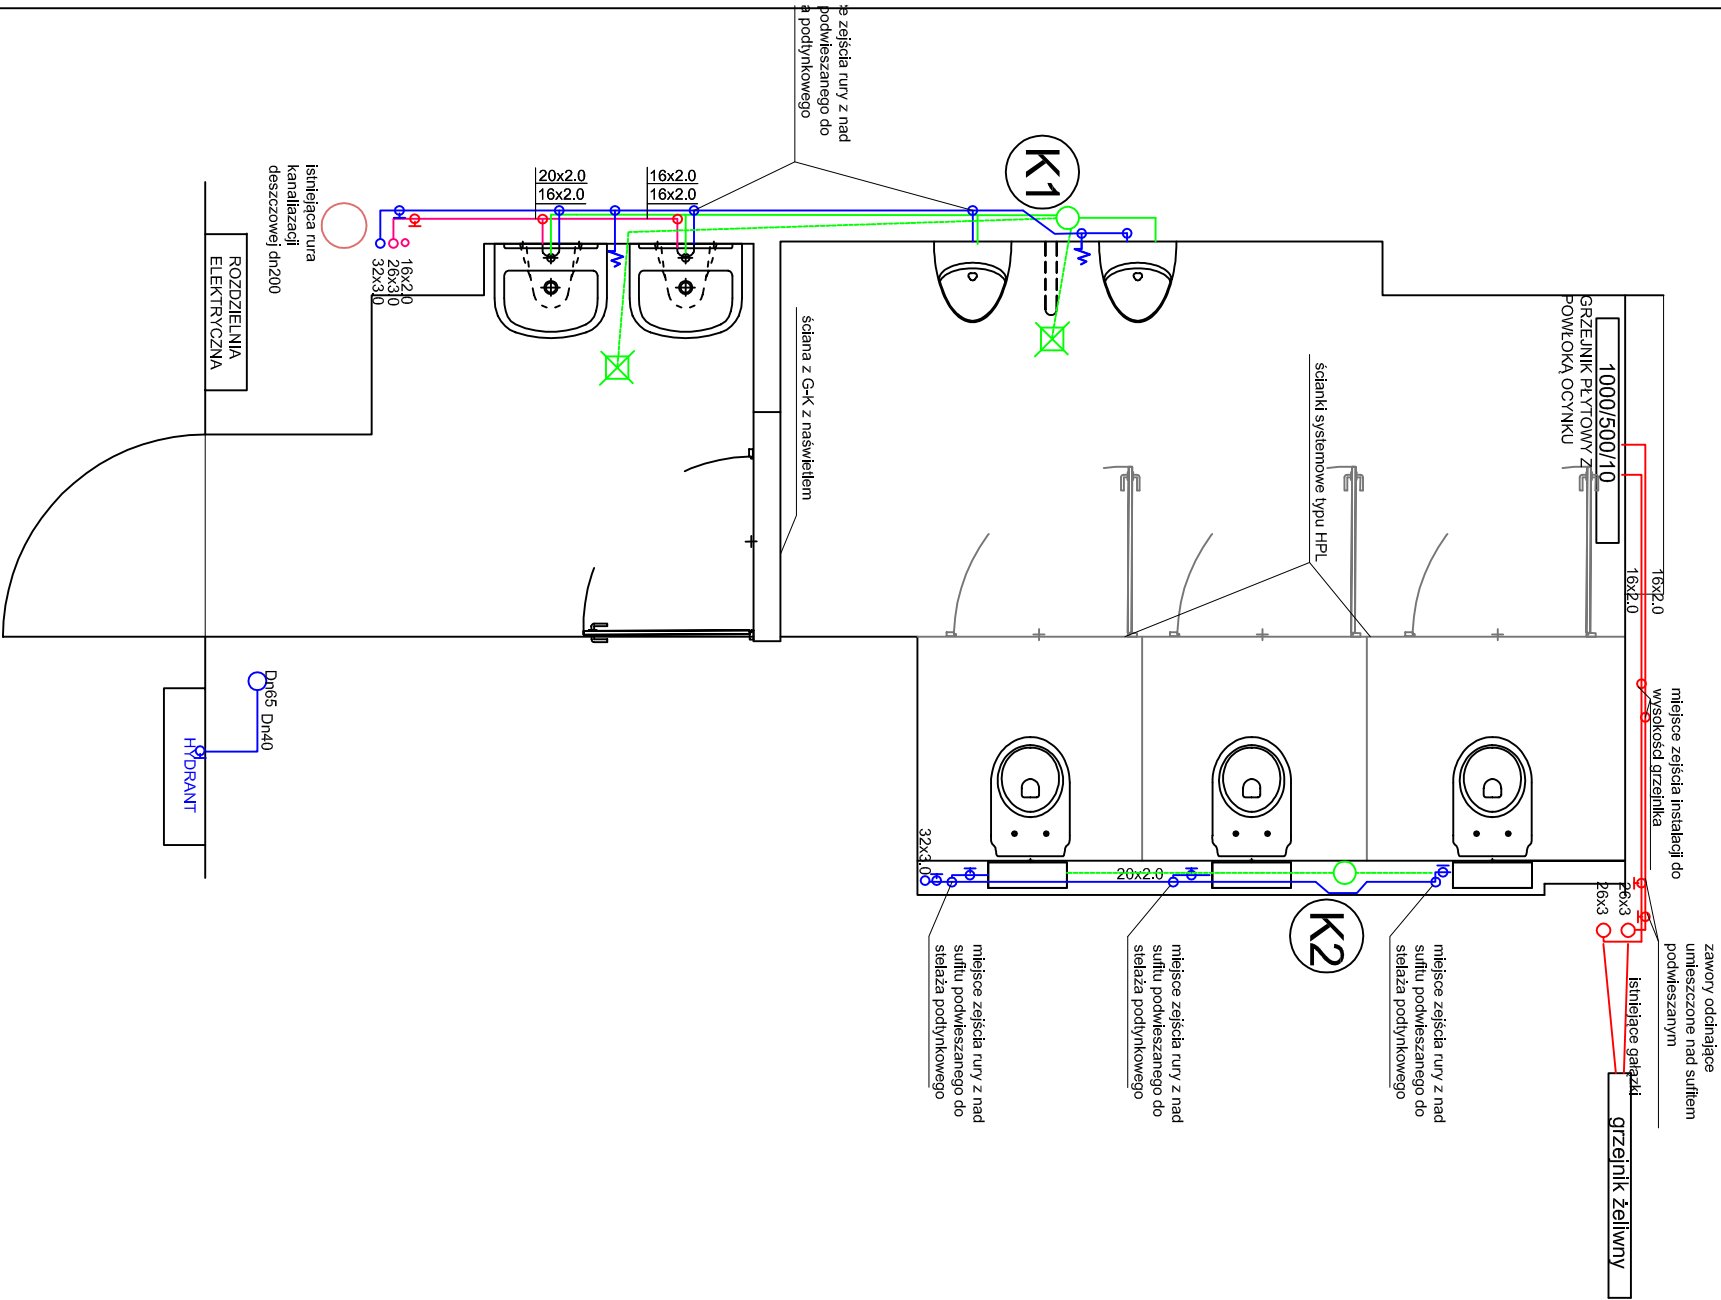 e zejścia rury z nad
podwieszanego do
a podtynkowego
K1
20x2.0
16x2.0
16x2.0
16x2.0
istniejąca rura
kanaliazacji
deszczowej dn200
16x2.0
26x3.0
32x3.0
ROZDZIELNIA
ELEKTRYCZNA
ściana z G-K z naświetlem
ścianki systemowe typu HPL
1000/500/10
GRZEJNIK PŁYTOWY Z
POWŁOKĄ OCYNKU
16x2.0
16x2.0
miejsce zejścia instalacji do
wysokości grzejnika
Dn65 Dn40
HYDRANT
32x3.0
20x2.0
K2
26x3
26x3
zawory odcinające
umieszczone nad sufitem
podwieszanym
istniejące gałązki
grzejnik żeliwny
miejsce zejścia rury z nad
sufitu podwieszanego do
stelaża podtynkowego
miejsce zejścia rury z nad
sufitu podwieszanego do
stelaża podtynkowego
miejsce zejścia rury z nad
sufitu podwieszanego do
stelaża podtynkowego